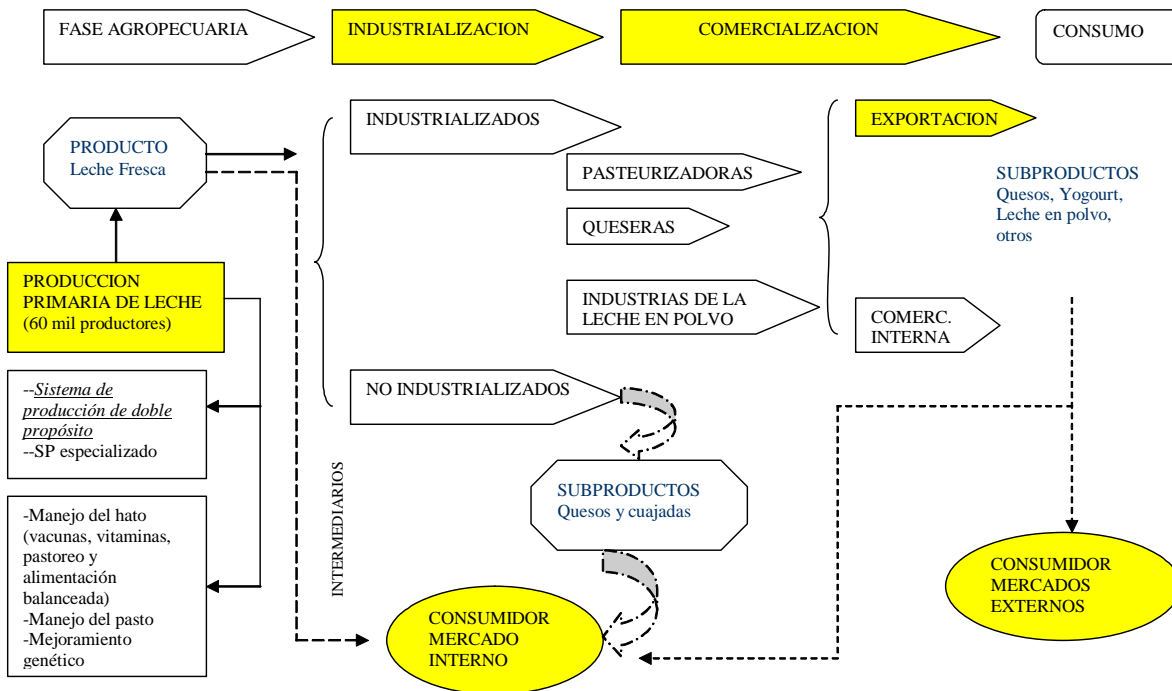 FASE AGROPECUARIA
INDUSTRIALIZACION
COMERCIALIZACION
CONSUMO
PRODUCTO
Leche Fresca
PRODUCCION
PRIMARIA DE LECHE
(60 mil productores)
--Sistema de
producción de doble
propósito
--SP especializado
-Manejo del hato
(vacunas, vitaminas,
pastoreo y
alimentación
balanceada)
-Manejo del pasto
-Mejoramiento
genético
INTERMEDIARIOS
INDUSTRIALIZADOS
PASTEURIZADORAS
QUESERAS
INDUSTRIAS DE LA
LECHE EN POLVO
NO INDUSTRIALIZADOS
SUBPRODUCTOS
Quesos y cuajadas
CONSUMIDOR
MERCADO
INTERNO
EXPORTACION
COMERC.
INTERNA
SUBPRODUCTOS
Quesos, Yogourt,
Leche en polvo,
otros
CONSUMIDOR
MERCADOS
EXTERNOS